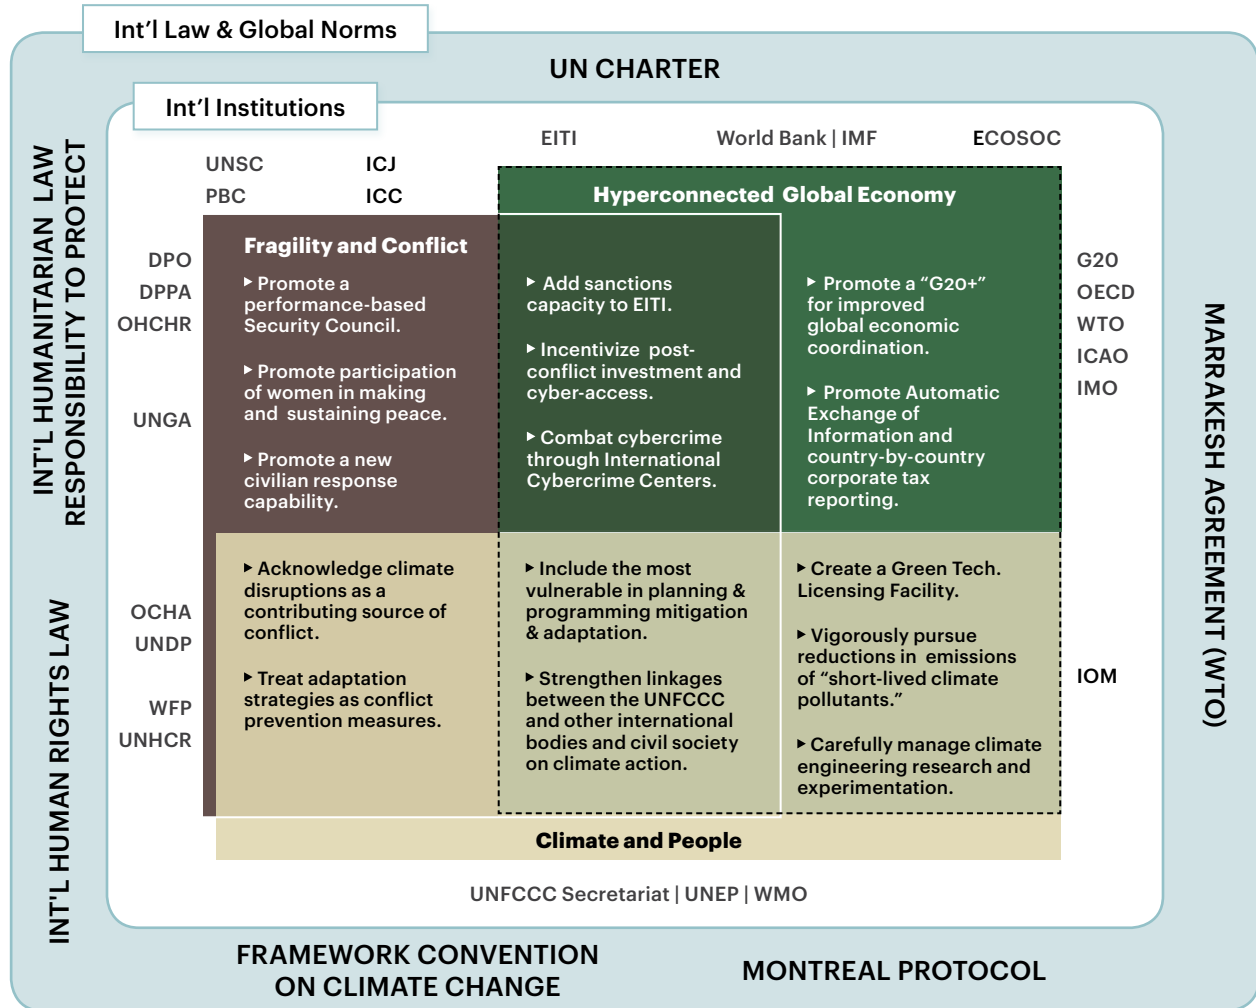 Int’l Law & Global Norms
UN CHARTER
Int’l Institutions
EITI
World Bank | IMF
ECOSOC
UNSC
ICJ
PBC
ICC
INT'L HUMANITARIAN LAW
RESPONSIBILITY TO PROTECT
INT'L HUMAN RIGHTS LAW
DPO
DPPA
OHCHR
UNGA
OCHA
UNDP
WFP
UNHCR
Hyperconnected Global Economy
Fragility and Conflict
▸ Promote a
performance-based
Security Council.
▸ Promote participation
of women in making
and sustaining peace.
▸ Promote a new
civilian response
capability.
▸ Add sanctions
capacity to EITI.
▸ Incentivize post-
conflict investment and
cyber-access.
▸ Combat cybercrime
through International
Cybercrime Centers.
▸ Promote a “G20+”
for improved
global economic
coordination.
▸ Promote Automatic
Exchange of
Information and
country-by-country
corporate tax
reporting.
▸ Acknowledge climate
disruptions as a
contributing source of
conflict.
▸ Treat adaptation
strategies as conflict
prevention measures.
▸ Include the most
vulnerable in planning &
programming mitigation
& adaptation.
▸ Strengthen linkages
between the UNFCCC
and other international
bodies and civil society
on climate action.
▸ Create a Green Tech.
Licensing Facility.
▸ Vigorously pursue
reductions in emissions
of “short-lived climate
pollutants.”
▸ Carefully manage climate
engineering research and
experimentation.
Climate and People
G20
OECD
WTO
ICAO
IMO
IOM
MARRAKESH AGREEMENT (WTO)
UNFCCC Secretariat | UNEP | WMO
FRAMEWORK CONVENTION
ON CLIMATE CHANGE
MONTREAL PROTOCOL